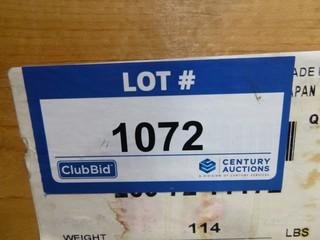 LOT #
1072
ClubBid
CENTURY
AUCTIONS
A DIVISION OF CENTURY SERVICES
WEIGHT 114 LBS